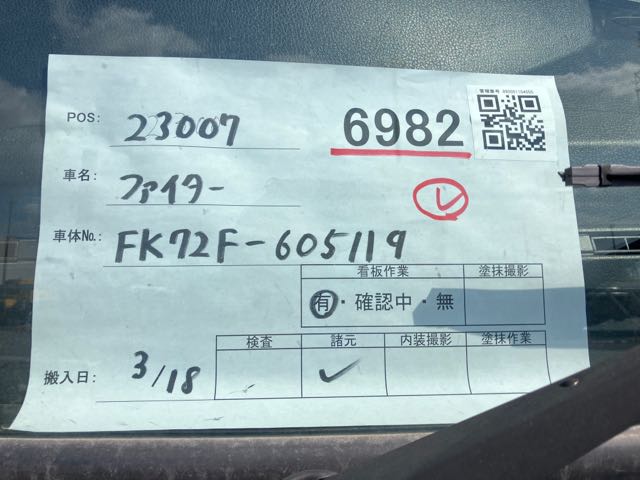 POS: 23007
6982
車名: ファイター
車体No.: FK72F-605119
看板作業 塗抹撮影
有・確認中・無
検査 諸元 内装撮影 塗抹作業
搬入日: 3/18